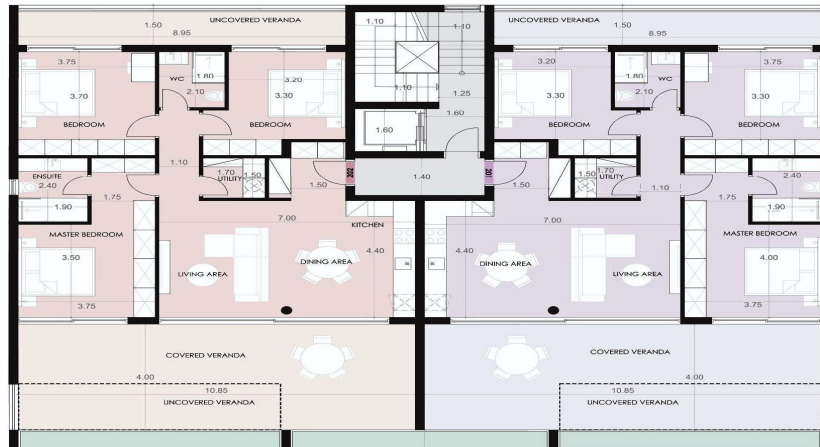 UNCOVERED VERANDA
1.50
8.95
1.10
1.10
UNCOVERED VERANDA
1.50
8.95
3.75
3.70
BEDROOM
WC
1.80
2.10
3.20
3.30
BEDROOM
1.10
1.25
1.60
1.60
3.20
3.30
BEDROOM
1.80
WC
2.10
3.75
3.30
BEDROOM
ENSUITE
2.40
1.90
1.75
1.10
1.70
1.50
UTILITY
1.50
202
1.40
201
1.50
1.50
1.70
UTILITY
1.10
1.75
2.40
1.90
7.00
KITCHEN
7.00
MASTER BEDROOM
3.50
3.75
LIVING AREA
DINING AREA
4.40
4.40
DINING AREA
LIVING AREA
MASTER BEDROOM
4.00
3.75
COVERED VERANDA
4.00
10.85
UNCOVERED VERANDA
COVERED VERANDA
4.00
10.85
UNCOVERED VERANDA